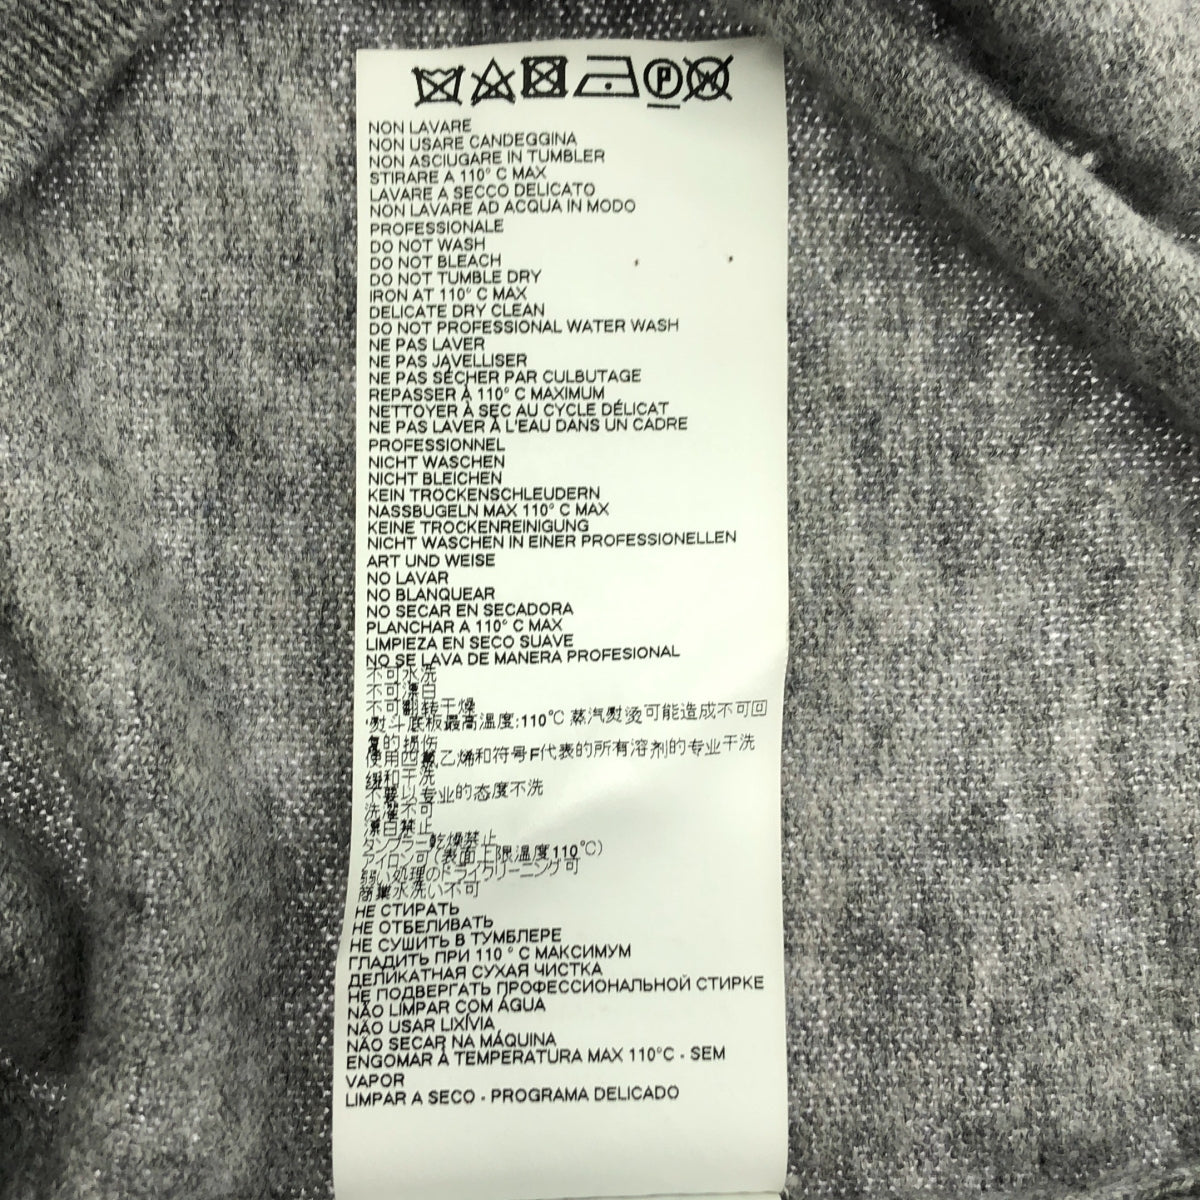 NON LAVARE
NON USARE CANDEGGINA
NON ASCIUGARE IN TUMBLER
STIRARE A 110° C MAX
LAVARE A SECCO DELICATO
NON LAVARE AD ACQUA IN MODO
PROFESSIONALE
DO NOT WASH
DO NOT BLEACH
DO NOT TUMBLE DRY
IRON AT 110° C MAX
DELICATE DRY CLEAN
DO NOT PROFESSIONAL WATER WASH
NE PAS LAVER
NE PAS JAVELLISER
NE PAS SÉCHER PAR CULBUTAGE
REPASSER À 110° C MAXIMUM
NETTOYER À SEC AU CYCLE DÉLICAT
NE PAS LAVER À L'EAU DANS UN CADRE
PROFESSIONNEL
NICHT WASCHEN
NICHT BLEICHEN
KEIN TROCKENSCHLEUDERN
NASSBUGELN MAX 110° C MAX
KEINE TROCKENREINIGUNG
NICHT WASCHEN IN EINER PROFESSIONELLEN
ART UND WEISE
NO LAVAR
NO BLANQUEAR
NO SECAR EN SECADORA
PLANCHAR A 110° C MAX
LIMPIEZA EN SECO SUAVE
NO SE LAVA DE MANERA PROFESIONAL
不可水洗
不可漂白
不可翻转干燥
熨斗底板最高温度:110°C 蒸汽熨烫可能造成不可回
复的损伤
使用四氯乙烯和符号F代表的所有溶剂的专业干洗
缓和干洗
不要以专业的态度不洗
洗濯不可
漂白禁止
タンブラー乾燥禁止
アイロン可(表面上限温度110°C)
弱い処理のドライクリーニング可
商業水洗い不可
НЕ СТИРАТЬ
НЕ ОТБЕЛИВАТЬ
НЕ СУШИТЬ В ТУМБЛЕРЕ
ГЛАДИТЬ ПРИ 110 ° С МАКСИМУМ
ДЕЛИКАТНАЯ СУХАЯ ЧИСТКА
НЕ ПОДВЕРГАТЬ ПРОФЕССИОНАЛЬНОЙ СТИРКЕ
NÃO LIMPAR COM ÁGUA
NÃO USAR LIXÍVIA
NÃO SECAR NA MÁQUINA
ENGOMAR À TEMPERATURA MAX 110°C - SEM
VAPOR
LIMPAR A SECO - PROGRAMA DELICADO